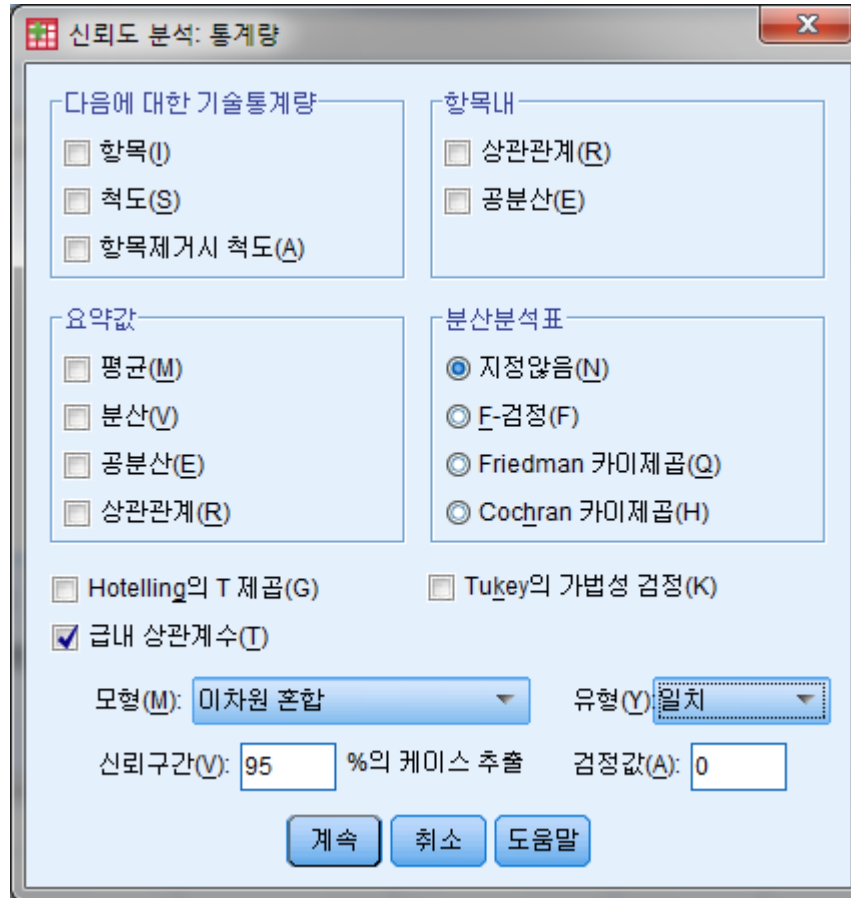 신뢰도 분석: 통계량
다음에 대한 기술통계량
항목(I)
척도(S)
항목제거시 척도(A)
항목내
상관관계(R)
공분산(E)
요약값
평균(M)
분산(V)
공분산(E)
상관관계(R)
분산분석표
지정않음(N)
F-검정(F)
Friedman 카이제곱(Q)
Cochran 카이제곱(H)
Hotelling의 T 제곱(G)
Tukey의 가법성 검정(K)
급내 상관계수(T)
모형(M): 이차원 혼합 유형(Y): 일치
신뢰구간(V): 95 %의 케이스 추출 검정값(A): 0
계속 취소 도움말